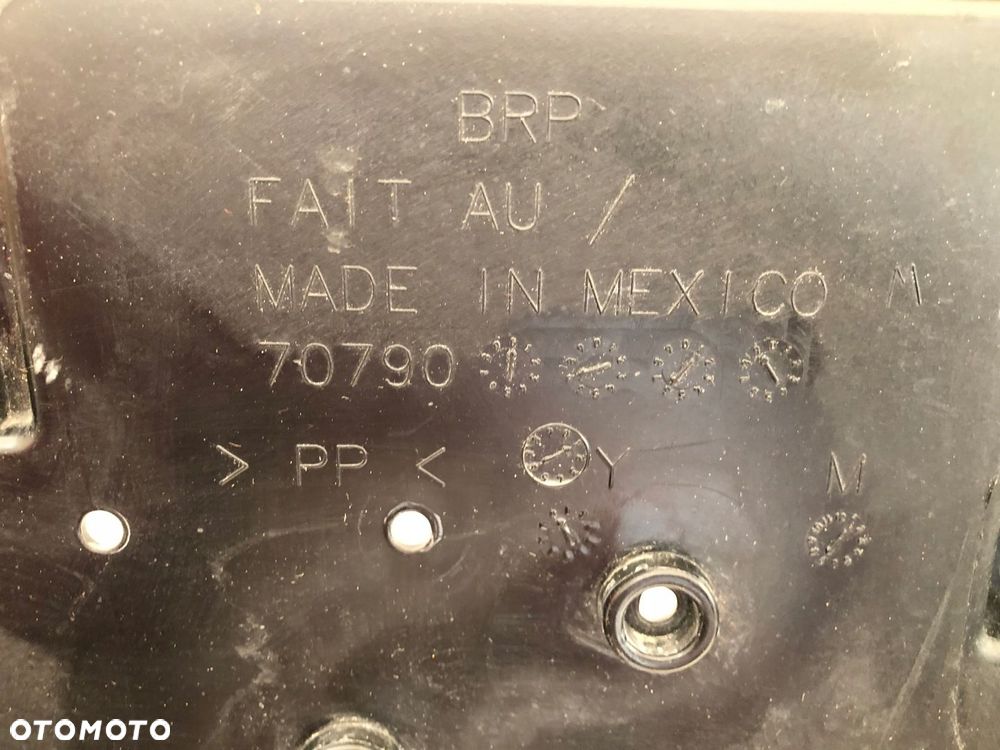 BRP
FAIT AU /
MADE IN MEXICO M
70790
> PP < Y M
OTOMOTO